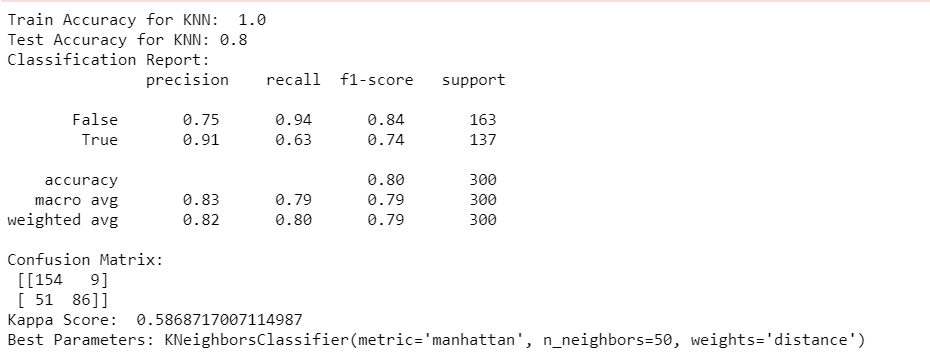 Train Accuracy for KNN:  1.0
Test Accuracy for KNN: 0.8
Classification Report:
              precision    recall  f1-score   support

       False       0.75      0.94      0.84       163
        True       0.91      0.63      0.74       137

    accuracy                           0.80       300
   macro avg       0.83      0.79      0.79       300
weighted avg       0.82      0.80      0.79       300

Confusion Matrix:
 [[154   9]
 [ 51  86]]
Kappa Score:  0.5868717007114987
Best Parameters: KNeighborsClassifier(metric='manhattan', n_neighbors=50, weights='distance')